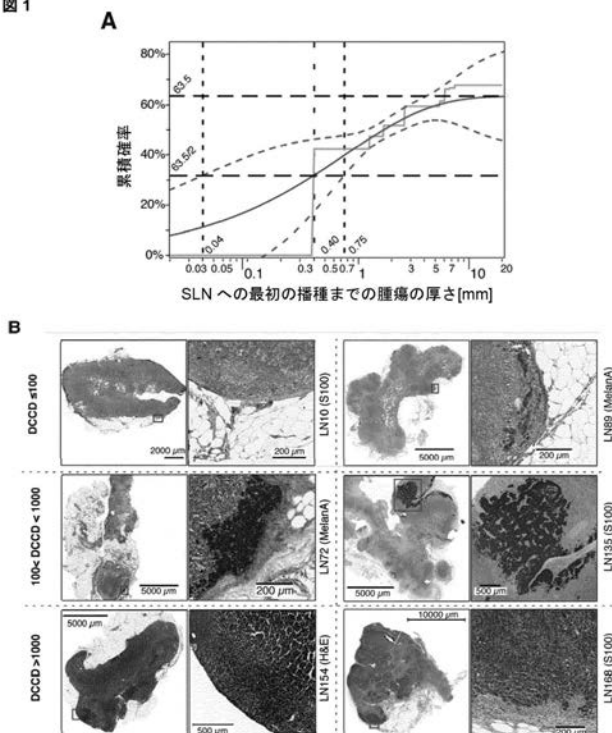 図 1
A
80%
60%
40%
20%
0%
累積確率
63.5
63.5/2
0.04
0.40
0.75
0.03 0.05 0.1 0.3 0.5 0.7 1 3 5 7 10 20
SLN への最初の播種までの腫瘍の厚さ[mm]
B
DCCD ≤100
2000 µm
200 µm
LN10 (S100)
5000 µm
200 µm
LN89 (MelanA)
100< DCCD < 1000
5000 µm
200 µm
LN72 (MelanA)
5000 µm
500 µm
LN135 (S100)
DCCD >1000
5000 µm
500 µm
LN154 (H&E)
10000 µm
200 µm
LN168 (S100)